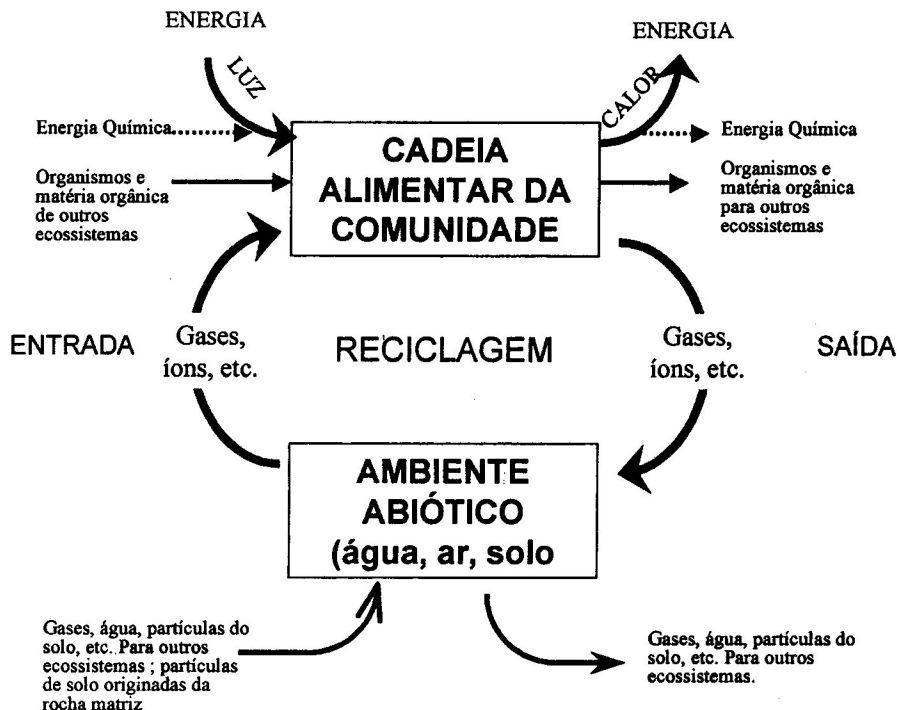 ENERGIA
ENERGIA
LUZ
CALOR
Energia Química
Energia Química
CADEIA
ALIMENTAR DA
COMUNIDADE
Organismos e
matéria orgânica
de outros
ecossistemas
Organismos e
matéria orgânica
para outros
ecossistemas
ENTRADA
Gases,
íons, etc.
RECICLAGEM
Gases,
íons, etc.
SAÍDA
AMBIENTE
ABIÓTICO
(água, ar, solo
Gases, água, partículas do
solo, etc. Para outros
ecossistemas ; partículas
de solo originadas da
rocha matriz
Gases, água, partículas do
solo, etc. Para outros
ecossistemas.